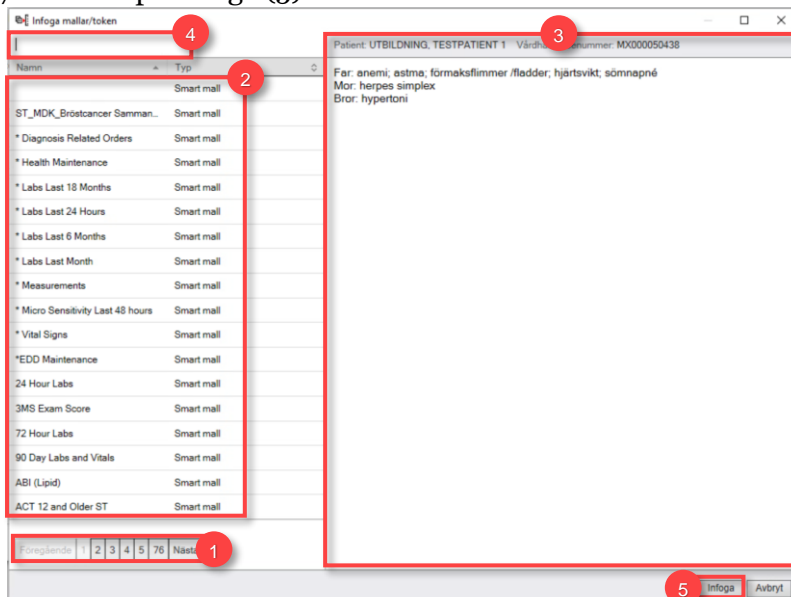 Infoga mallar/token
4
3
Patient: UTBILDNING, TESTPATIENT 1 MX000050438
Namn Typ
2
Smart mall
Far: anemi; astma; förmaksflimmer /fladder; hjärtsvikt; sömnapné
Mor: herpes simplex
Bror: hypertoni
ST_MDK_Bröstcancer Samman... Smart mall
* Diagnosis Related Orders Smart mall
* Health Maintenance Smart mall
* Labs Last 18 Months Smart mall
* Labs Last 24 Hours Smart mall
* Labs Last 6 Months Smart mall
* Labs Last Month Smart mall
* Measurements Smart mall
* Micro Sensitivity Last 48 hours Smart mall
* Vital Signs Smart mall
*EDD Maintenance Smart mall
24 Hour Labs Smart mall
3MS Exam Score Smart mall
72 Hour Labs Smart mall
90 Day Labs and Vitals Smart mall
ABI (Lipid) Smart mall
ACT 12 and Older ST Smart mall
Föregående 1 2 3 4 5 76 Nästa 1
5 Infoga Avbryt